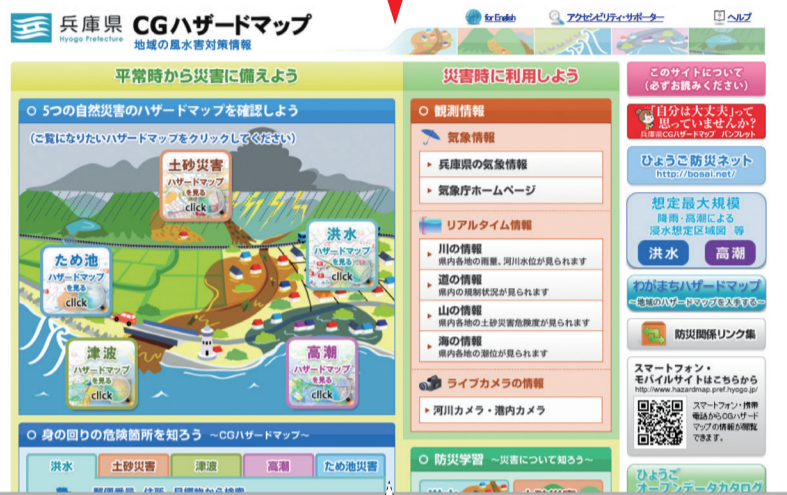 兵庫県
Hyogo Prefecture
CGハザードマップ
地域の風水害対策情報
for English
アクセシビリティ・サポーター
ヘルプ
平常時から災害に備えよう
5つの自然災害のハザードマップを確認しよう
(ご覧になりたいハザードマップをクリックしてください)
土砂災害
ハザードマップ
を見る
click
洪水
ハザードマップ
を見る
click
ため池
ハザードマップ
を見る
click
津波
ハザードマップ
を見る
click
高潮
ハザードマップ
を見る
click
身の回りの危険箇所を知ろう ～CGハザードマップ～
洪水
土砂災害
津波
高潮
ため池災害
郵便番号、住所、目標物から検索
災害時に利用しよう
観測情報
気象情報
兵庫県の気象情報
気象庁ホームページ
リアルタイム情報
川の情報
県内各地の雨量、河川水位が見られます
道の情報
県内の規制状況が見られます
山の情報
県内各地の土砂災害危険度が見られます
海の情報
県内各地の潮位が見られます
ライブカメラの情報
河川カメラ・港内カメラ
防災学習 ～災害について知ろう～
洪水
土砂災害
このサイトについて
(必ずお読みください)
「自分は大丈夫」って
思っていませんか?
兵庫県CGハザードマップ パンフレット
ひょうご防災ネット
http://bosai.net/
想定最大規模
降雨・高潮による
浸水想定区域図 等
洪水
高潮
わがまちハザードマップ
～地域のハザードマップを入手する～
防災関係リンク集
スマートフォン・
モバイルサイトはこちらから
http://www.hazardmap.pref.hyogo.jp/
スマートフォン・携帯
電話からCGハザード
マップの情報が閲覧
できます。
ひょうご
オープンデータカタログ